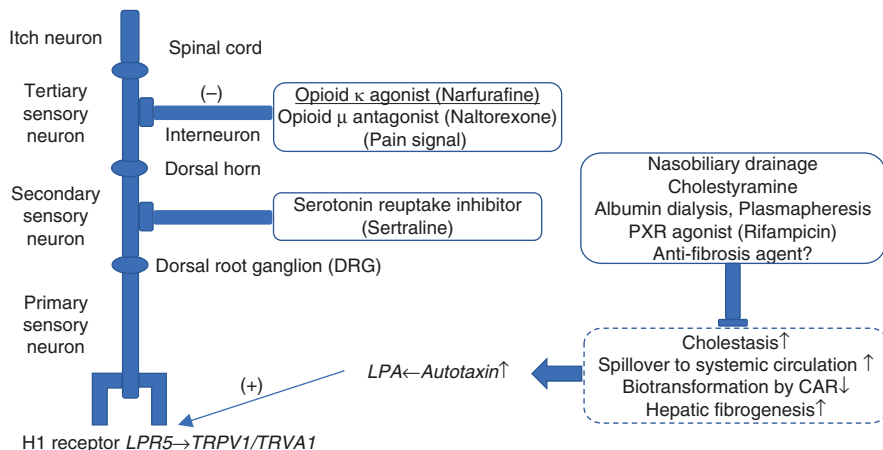 Itch neuron
Spinal cord
Tertiary
sensory
neuron
(–)
Interneuron
Opioid κ agonist (Narfurafine)
Opioid μ antagonist (Naltorexone)
(Pain signal)
Dorsal horn
Secondary
sensory
neuron
Serotonin reuptake inhibitor
(Sertraline)
Dorsal root ganglion (DRG)
Primary
sensory
neuron
Nasobiliary drainage
Cholestyramine
Albumin dialysis, Plasmapheresis
PXR agonist (Rifampicin)
Anti-fibrosis agent?
Cholestasis↑
Spillover to systemic circulation ↑
Biotransformation by CAR↓
Hepatic fibrogenesis↑
LPA←Autotaxin↑
(+)
H1 receptor LPR5→TRPV1/TRVA1